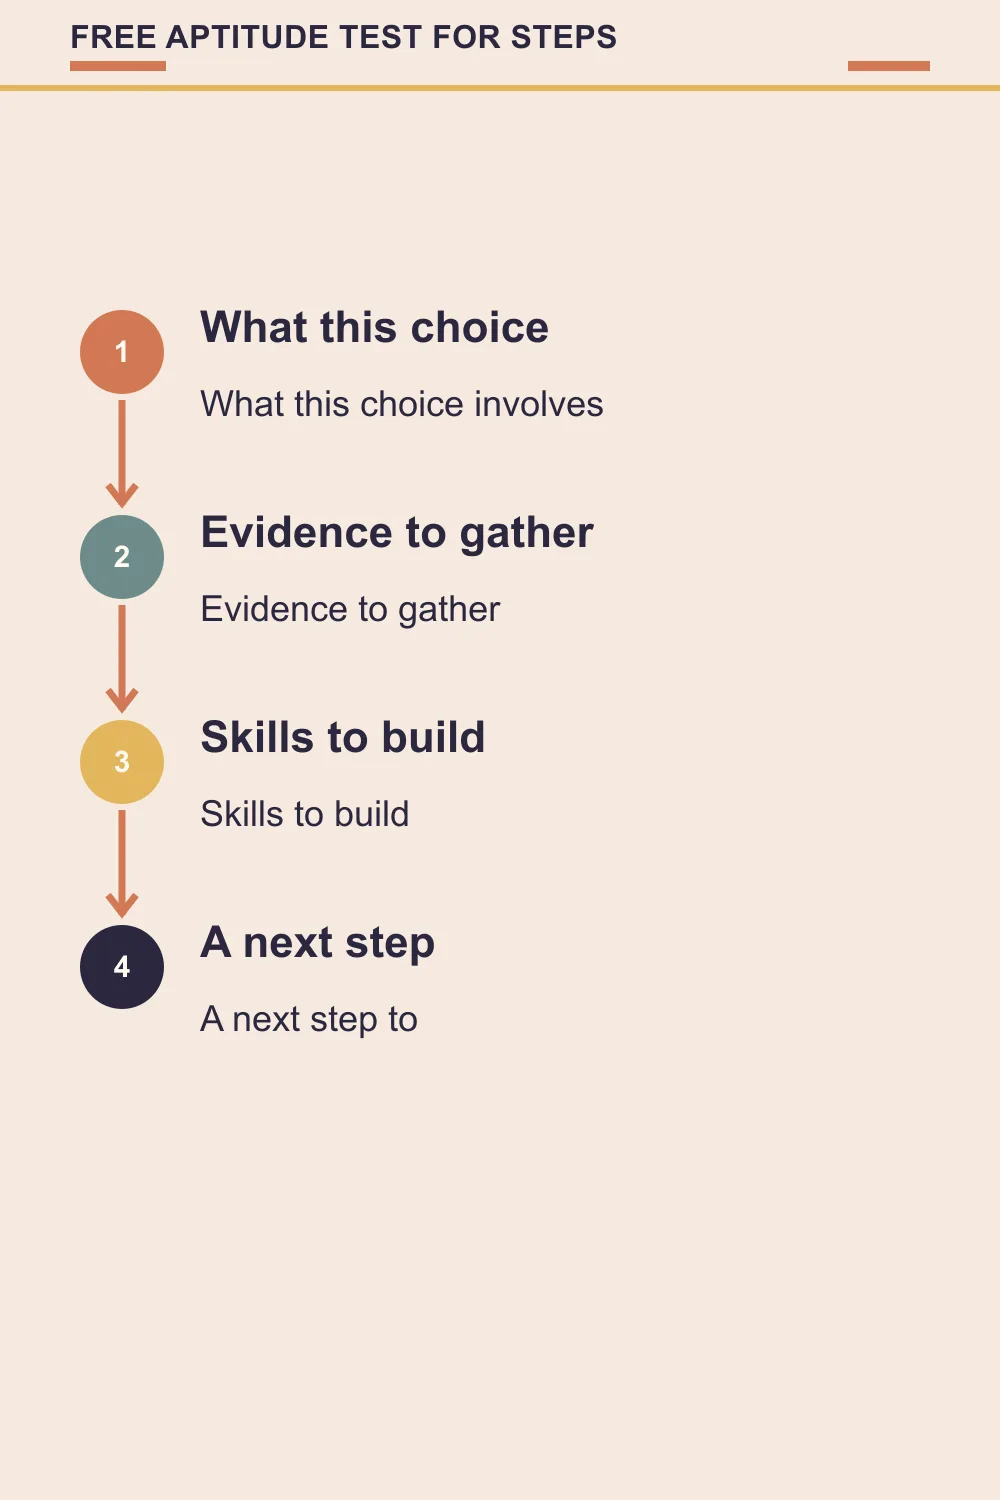 FREE APTITUDE TEST FOR STEPS
1
What this choice
What this choice involves
2
Evidence to gather
Evidence to gather
3
Skills to build
Skills to build
4
A next step
A next step to